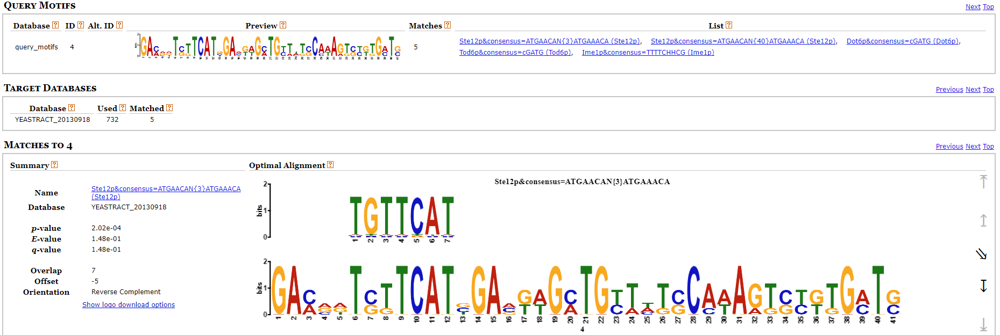 QUERY MOTIFS
Next Top
Database ? ID ? Alt. ID ? Preview ? Matches ? List ?
query_motifs 4 5 Ste12p&consensus=ATGAACAN{3}ATGAAACA (Ste12p), Ste12p&consensus=ATGAACAN{40}ATGAAACA (Ste12p), Dot6p&consensus=cGATG (Dot6p),
Tod6p&consensus=cGATG (Tod6p), Ime1p&consensus=TTTTCHHCG (Ime1p)
TARGET DATABASES
Previous Next Top
Database ? Used ? Matched ?
YEASTRACT_20130918 732 5
MATCHES TO 4
Previous Next Top
Summary ?
Optimal Alignment ?
Name Ste12p&consensus=ATGAACAN{3}ATGAAACA
(Ste12p)
Database YEASTRACT_20130918
p-value 2.02e-04
E-value 1.48e-01
q-value 1.48e-01
Overlap 7
Offset -5
Orientation Reverse Complement
Show logo download options
Ste12p&consensus=ATGAACAN{3}ATGAAACA
2
1
0
bits
TGTTCAT
1 2 3 4 5 6 7
2
1
0
bits
1 2 3 4 5 6 7 8 9 10 11 12 13 14 15 16 17 18 19 20 21 22 23 24 25 26 27 28 29 30 31 32 33 34 35 36 37 38 39 40 41
4